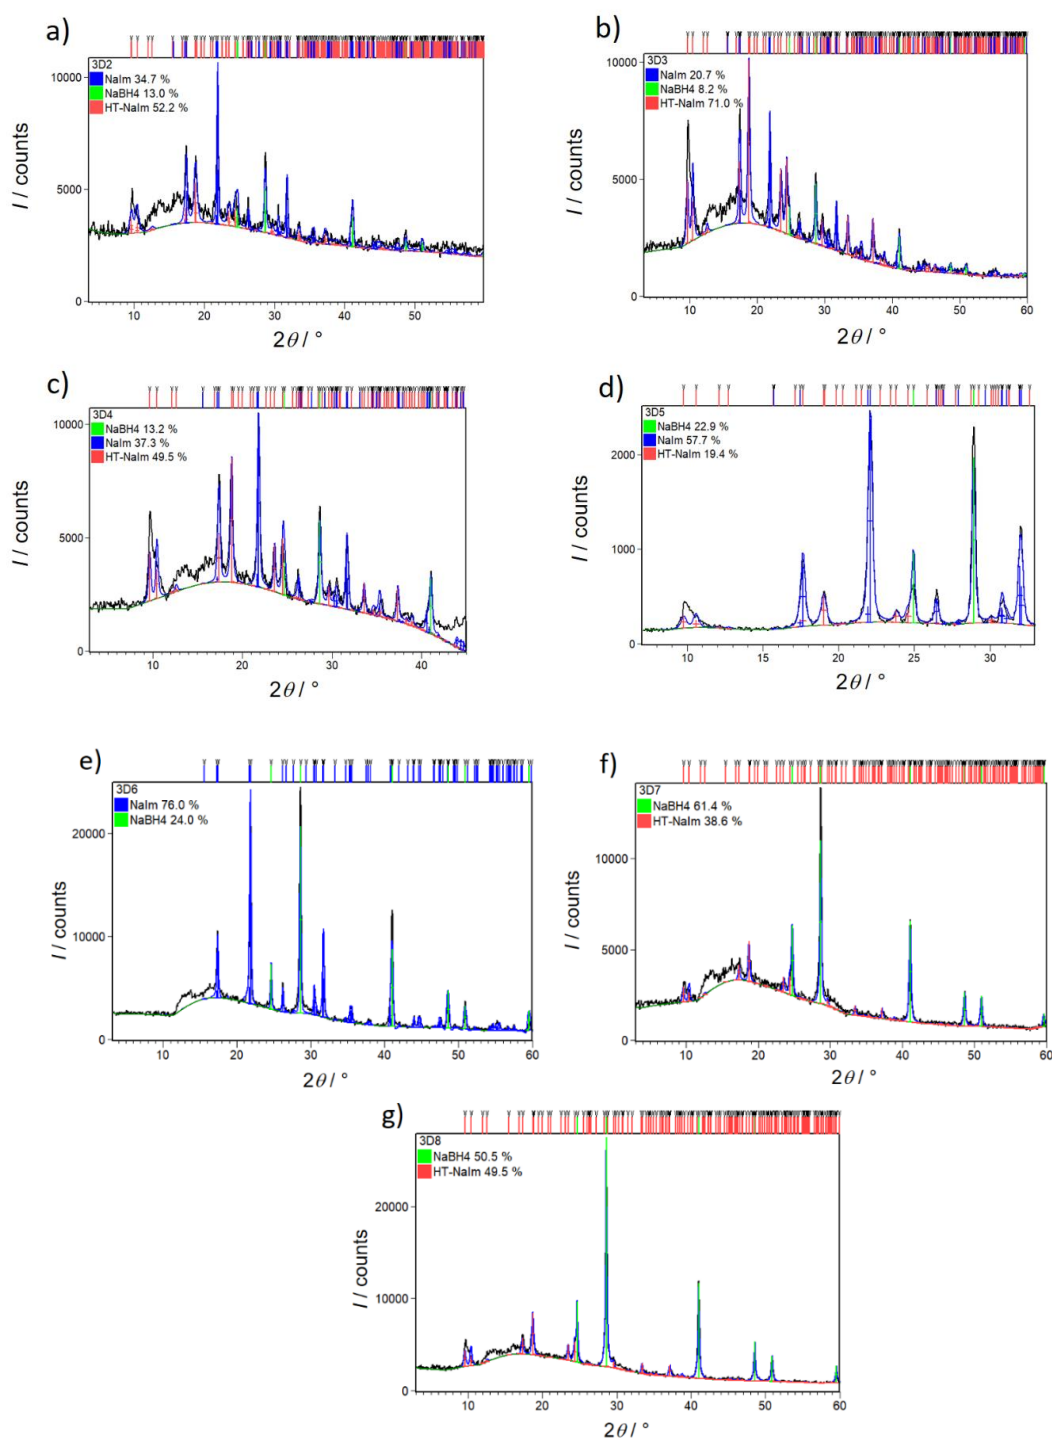 a)
3D2
NaIm 34.7 %
NaBH4 13.0 %
HT-NaIm 52.2 %
10000
5000
0
I / counts
10 20 30 40 50
2θ / °
b)
3D3
NaIm 20.7 %
NaBH4 8.2 %
HT-NaIm 71.0 %
10000
5000
0
I / counts
10 20 30 40 50 60
2θ / °
c)
3D4
NaBH4 13.2 %
NaIm 37.3 %
HT-NaIm 49.5 %
10000
5000
0
I / counts
10 20 30 40
2θ / °
d)
3D5
NaBH4 22.9 %
NaIm 57.7 %
HT-NaIm 19.4 %
2000
1000
0
I / counts
10 15 20 25 30
2θ / °
e)
3D6
NaIm 76.0 %
NaBH4 24.0 %
20000
10000
0
I / counts
10 20 30 40 50 60
2θ / °
f)
3D7
NaBH4 61.4 %
HT-NaIm 38.6 %
10000
5000
0
I / counts
10 20 30 40 50 60
2θ / °
g)
3D8
NaBH4 50.5 %
HT-NaIm 49.5 %
20000
10000
0
I / counts
10 20 30 40 50 60
2θ / °